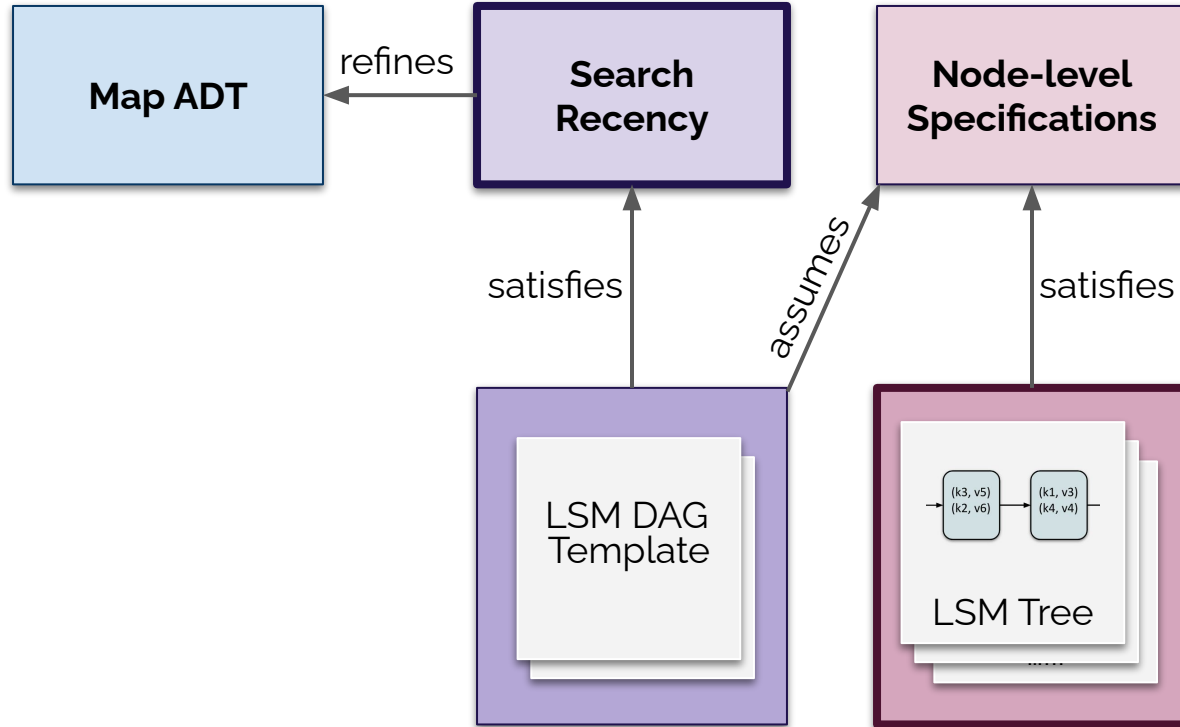 Map ADT
refines
Search
Recency
Node-level
Specifications
satisfies
assumes
satisfies
LSM DAG
Template
(k3, v5)
(k2, v6)
(k1, v3)
(k4, v4)
LSM Tree